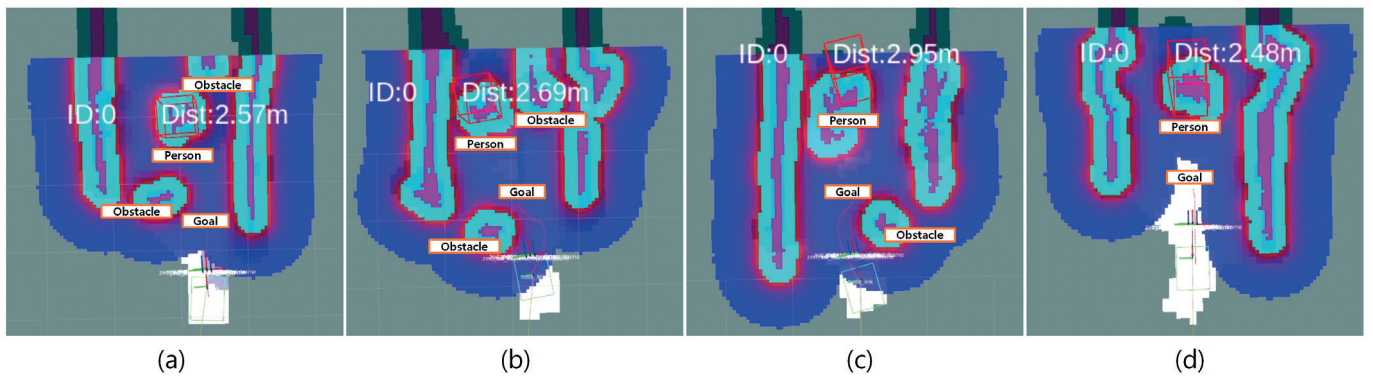 Obstacle
ID:0 Dist:2.57m
Person
Obstacle
Goal
(a)
ID:0 Dist:2.69m
Obstacle
Person
Goal
Obstacle
(b)
ID:0 Dist:2.95m
Person
Goal
Obstacle
(c)
ID:0 Dist:2.48m
Person
Goal
(d)